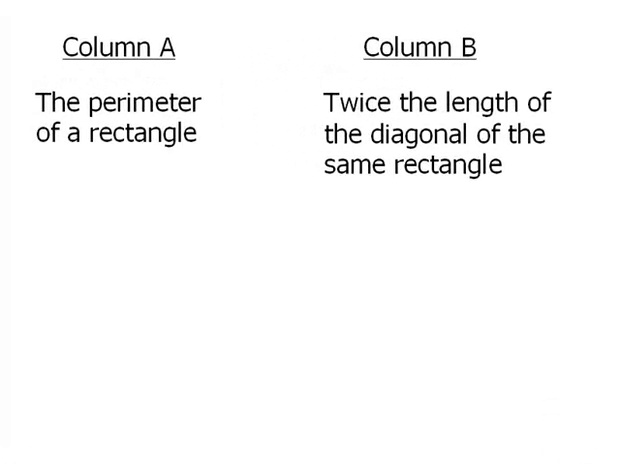 Column A
Column B
The perimeter
of a rectangle
Twice the length of
the diagonal of the
same rectangle